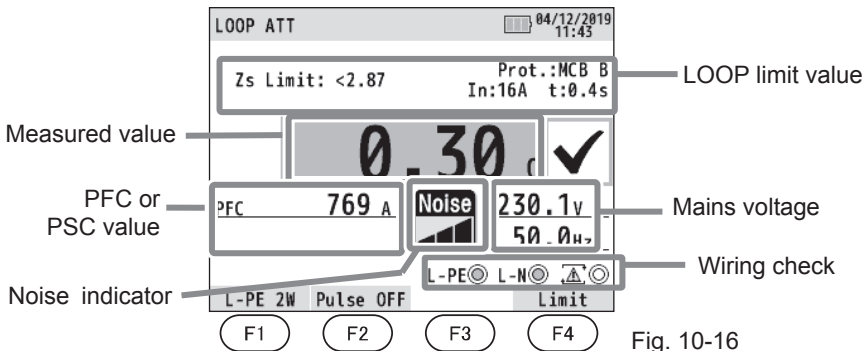 LOOP ATT
04/12/2019
11:43
Zs Limit: <2.87
Prot.:MCB B
In:16A t:0.4s
LOOP limit value
Measured value
0.30
PFC or
PSC value
PFC 769 A
Noise
230.1V
50.0Hz
Mains voltage
L-PE L-N
Wiring check
Noise indicator
L-PE 2W Pulse OFF Limit
F1 F2 F3 F4
Fig. 10-16